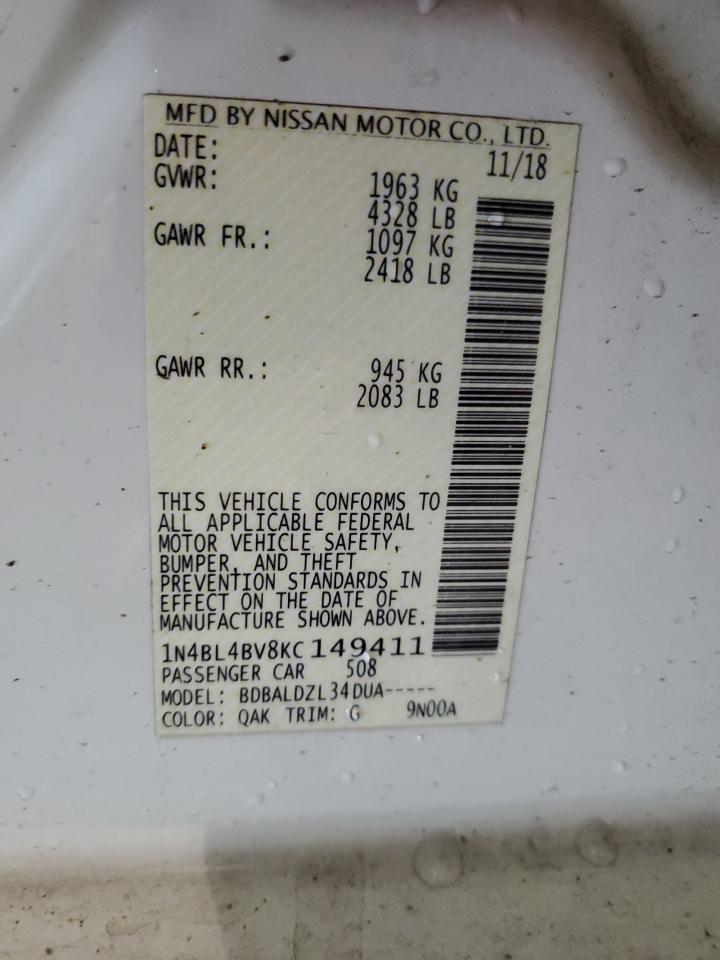 MFD BY NISSAN MOTOR CO., LTD.
DATE: 11/18
GVWR: 1963 KG
4328 LB
GAWR FR.: 1097 KG
2418 LB
GAWR RR.: 945 KG
2083 LB
THIS VEHICLE CONFORMS TO
ALL APPLICABLE FEDERAL
MOTOR VEHICLE SAFETY,
BUMPER, AND THEFT
PREVENTION STANDARDS IN
EFFECT ON THE DATE OF
MANUFACTURE SHOWN ABOVE.
1N4BL4BV8KC149411
PASSENGER CAR 508
MODEL: BDBALDZL34DUA-----
COLOR: QAK TRIM: G 9N00A